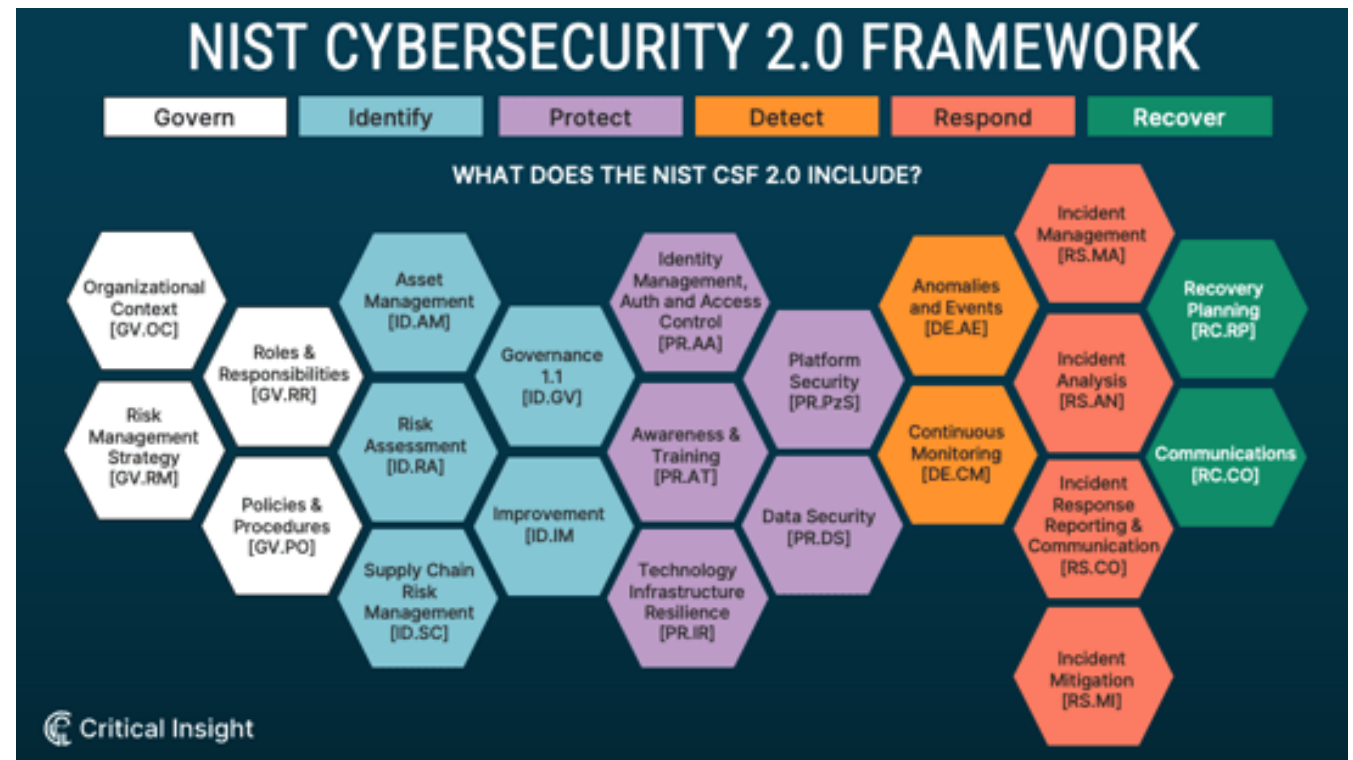 NIST CYBERSECURITY 2.0 FRAMEWORK
Govern
Identify
Protect
Detect
Respond
Recover
WHAT DOES THE NIST CSF 2.0 INCLUDE?
Organizational
Context
[GV.OC]
Risk
Management
Strategy
[GV.RM]
Roles &
Responsibilities
[GV.RR]
Policies &
Procedures
[GV.PO]
Asset
Management
[ID.AM]
Risk
Assessment
[ID.RA]
Supply Chain
Risk
Management
[ID.SC]
Governance
1.1
[ID.GV]
Improvement
[ID.IM
Identity
Management,
Auth and Access
Control
[PR.AA]
Awareness &
Training
[PR.AT]
Technology
Infrastructure
Resilience
[PR.IR]
Platform
Security
[PR.PzS]
Data Security
[PR.DS]
Anomalies
and Events
[DE.AE]
Continuous
Monitoring
[DE.CM]
Incident
Management
[RS.MA]
Incident
Analysis
[RS.AN]
Incident
Response
Reporting &
Communication
[RS.CO]
Incident
Mitigation
[RS.MI]
Recovery
Planning
[RC.RP]
Communications
[RC.CO]
Critical Insight